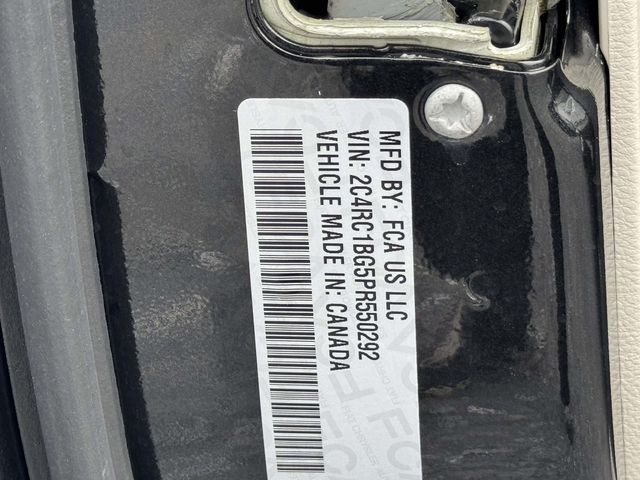 MFD BY: FCA US LLC
VIN: 2C4RC1BG5PR550292
VEHICLE MADE IN: CANADA